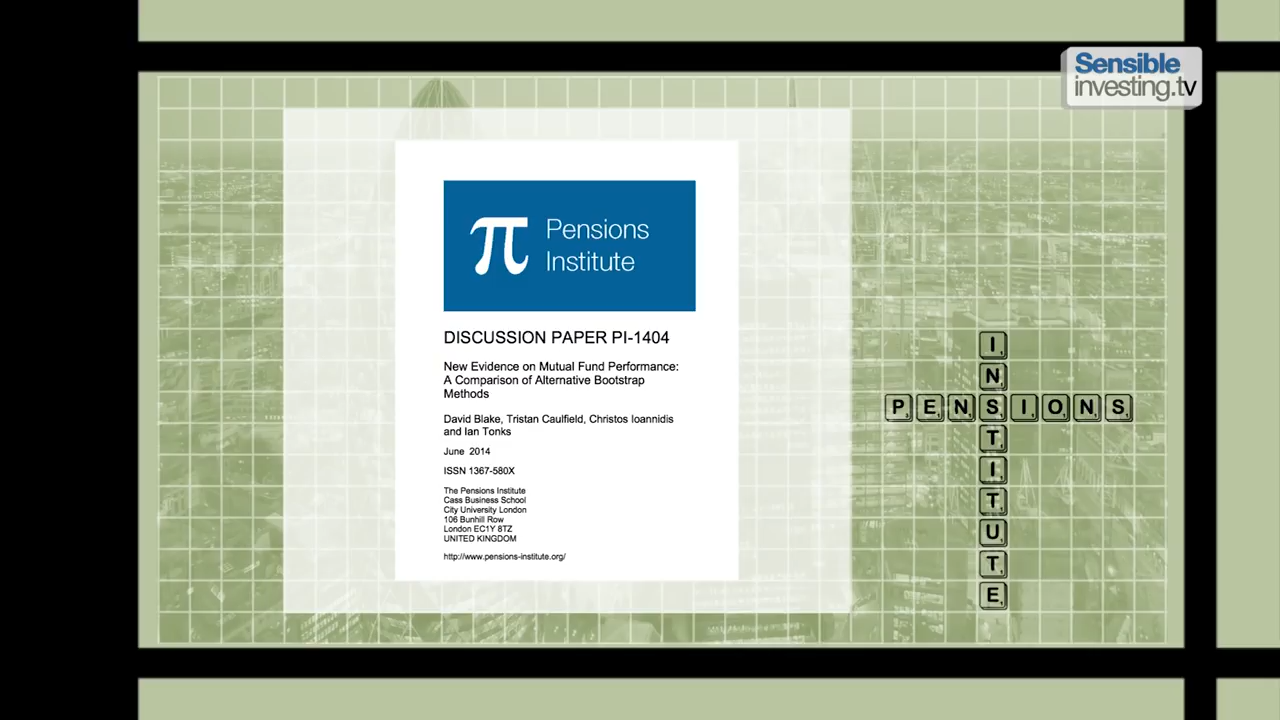 Sensible
investing.tv
π Pensions
Institute
DISCUSSION PAPER PI-1404
New Evidence on Mutual Fund Performance:
A Comparison of Alternative Bootstrap
Methods
David Blake, Tristan Caulfield, Christos Ioannidis
and Ian Tonks
June 2014
ISSN 1367-580X
The Pensions Institute
Cass Business School
City University London
106 Bunhill Row
London EC1Y 8TZ
UNITED KINGDOM
http://www.pensions-institute.org/
PENSIONS
INSTITUTE